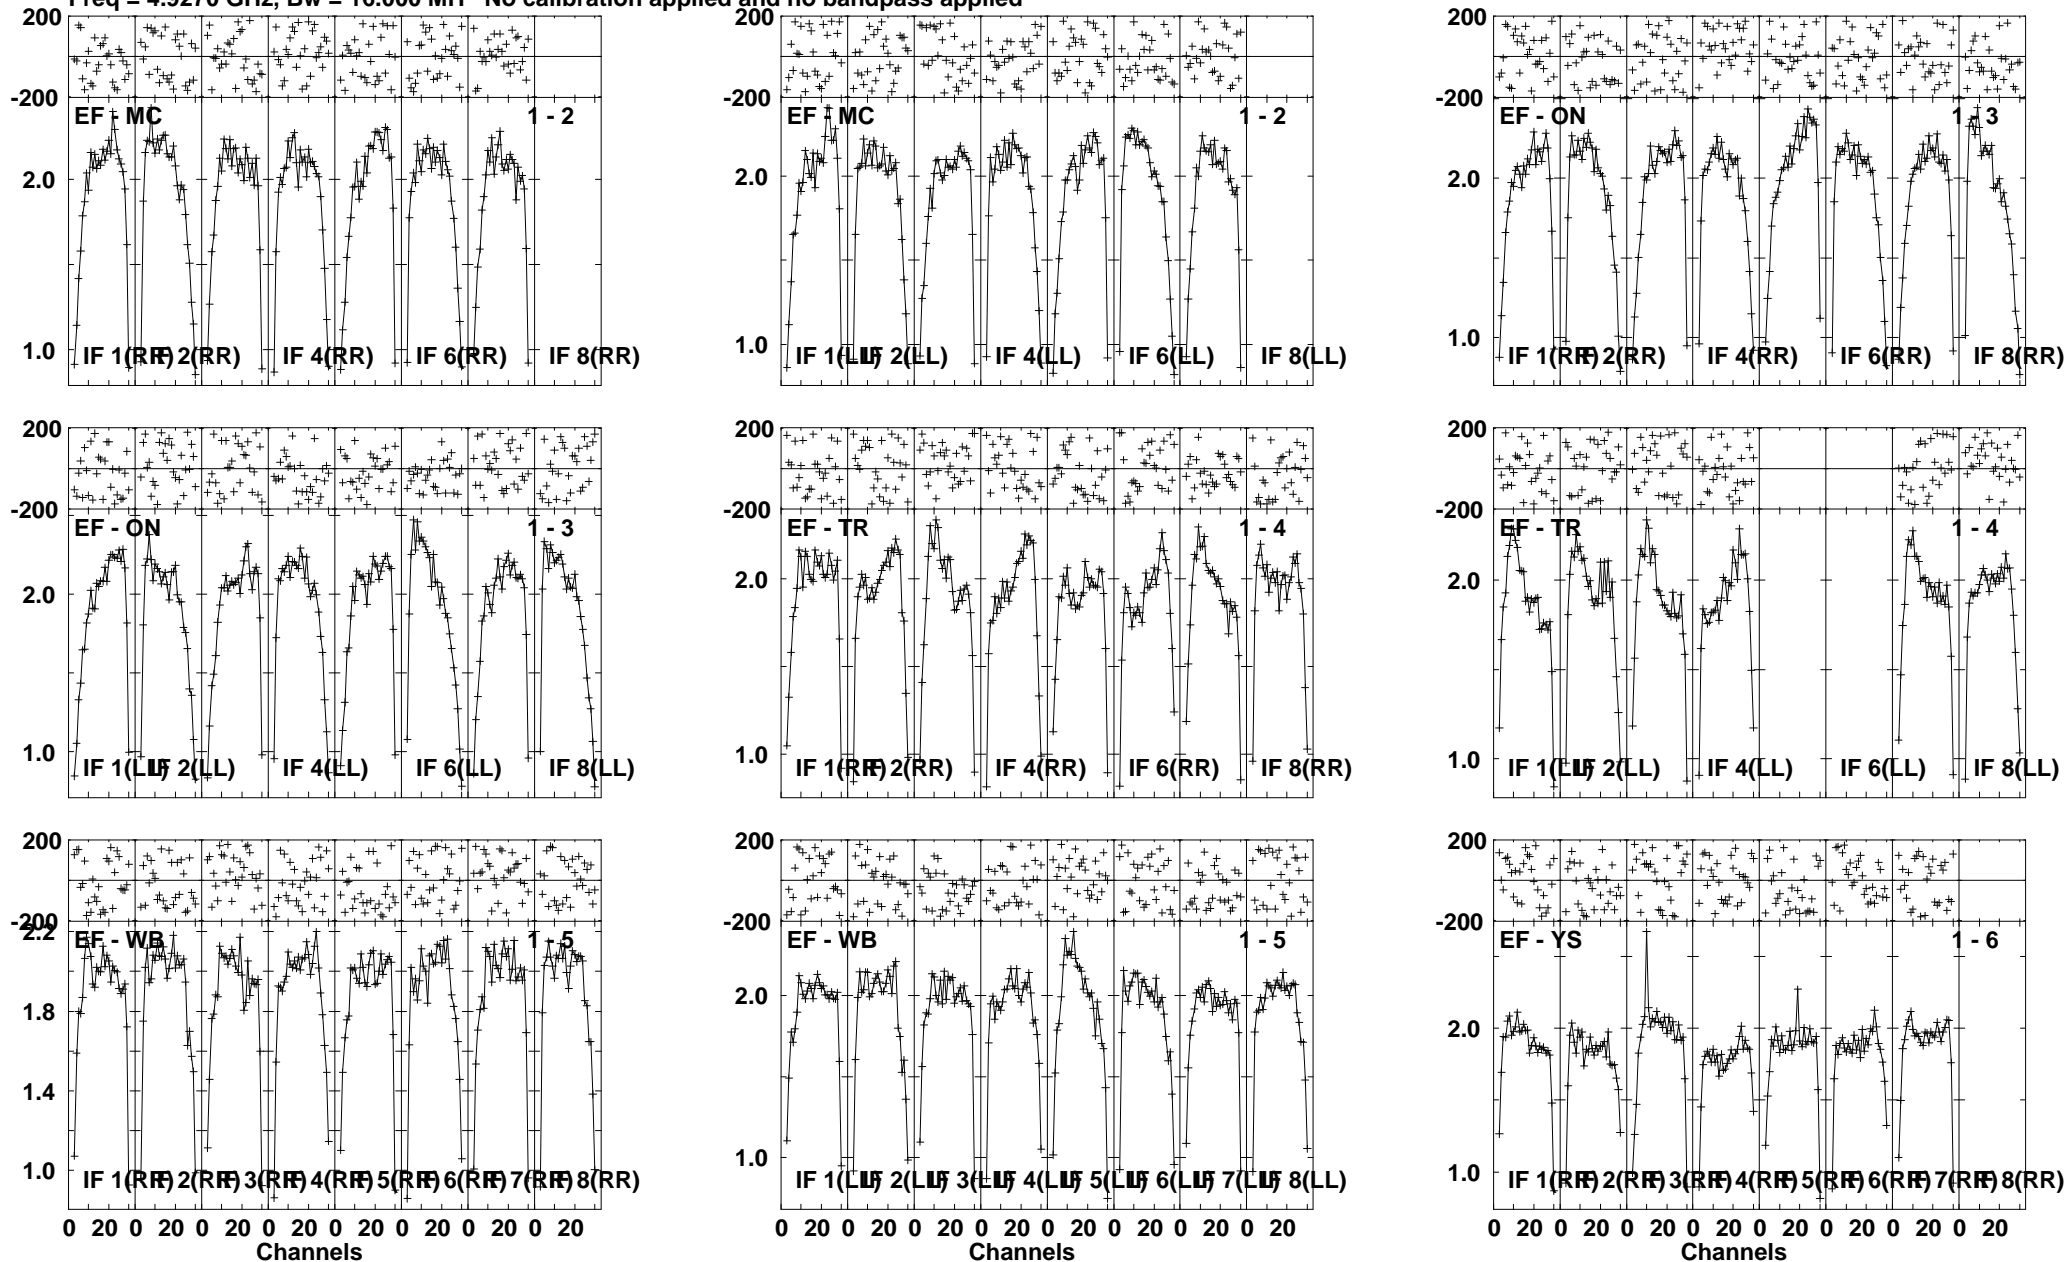 Freq = 4.9276 GHz, Bw = 16.000 MH No calibration applied and no bandpass applied
200 200 200
-200 -200 -200
EF - MC 1 - 2 EF - MC 1 - 2 EF - ON 1 - 3
2.0 2.0 2.0
1.0 1.0 1.0
IF 1(RR) IF 2(RR) IF 4(RR) IF 6(RR) IF 8(RR) IF 1(LL) IF 2(LL) IF 4(LL) IF 6(LL) IF 8(LL) IF 1(RR) IF 2(RR) IF 4(RR) IF 6(RR) IF 8(RR)
200 200 200
-200 -200 -200
EF - ON 1 - 3 EF - TR 1 - 4 EF - TR 1 - 4
2.0 2.0 2.0
1.0 1.0 1.0
IF 1(LL) IF 2(LL) IF 4(LL) IF 6(LL) IF 8(LL) IF 1(RR) IF 2(RR) IF 4(RR) IF 6(RR) IF 8(RR) IF 1(LL) IF 2(LL) IF 4(LL) IF 6(LL) IF 8(LL)
200 200 200
-200 -200 -200
2.2
EF - WB 1 - 5 EF - WB 1 - 5 EF - YS 1 - 6
1.8 2.0 2.0
1.4
1.0 1.0 1.0
IF 1(RR) IF 2(RR) IF 3(RR) IF 4(RR) IF 5(RR) IF 6(RR) IF 7(RR) IF 8(RR) IF 1(LL) IF 2(LL) IF 3(LL) IF 4(LL) IF 5(LL) IF 6(LL) IF 7(LL) IF 8(LL) IF 1(RR) IF 2(RR) IF 3(RR) IF 4(RR) IF 5(RR) IF 6(RR) IF 7(RR) IF 8(RR)
0 20 0 20 0 20 0 20 0 20 0 20 0 20 0 20 0 20 0 20 0 20 0 20 0 20 0 20 0 20 0 20 0 20 0 20 0 20 0 20 0 20 0 20 0 20 0 20
Channels Channels Channels